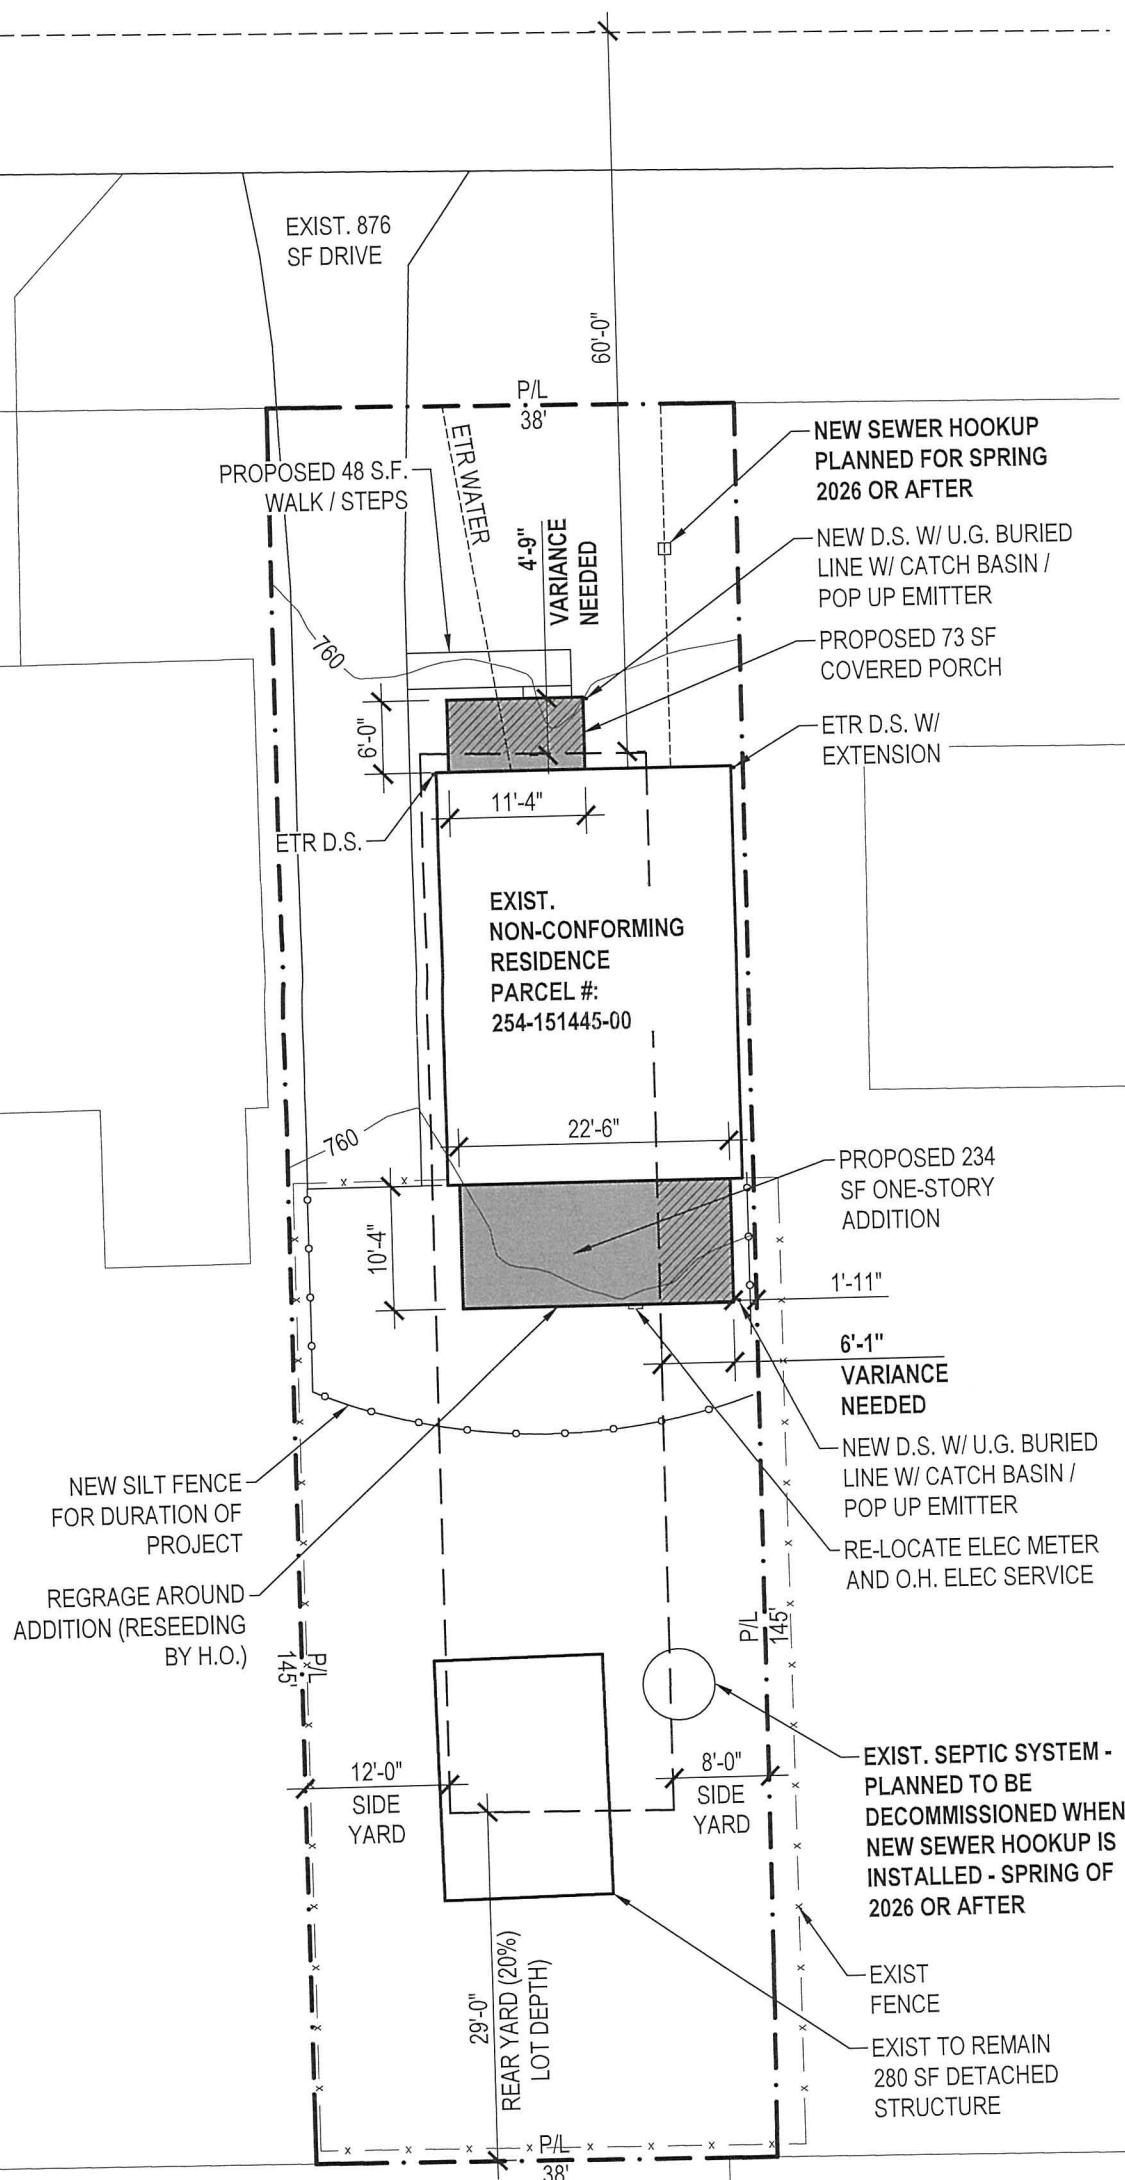 EXIST. 876
SF DRIVE
60'-0"
P/L
38'
ETR WATER
PROPOSED 48 S.F.
WALK / STEPS
4'-9"
VARIANCE
NEEDED
NEW SEWER HOOKUP
PLANNED FOR SPRING
2026 OR AFTER
NEW D.S. W/ U.G. BURIED
LINE W/ CATCH BASIN /
POP UP EMITTER
760
PROPOSED 73 SF
COVERED PORCH
6'-0"
ETR D.S. W/
EXTENSION
11'-4"
ETR D.S.
EXIST.
NON-CONFORMING
RESIDENCE
PARCEL #:
254-151445-00
760
22'-6"
PROPOSED 234
SF ONE-STORY
ADDITION
10'-4"
1'-11"
6'-1"
VARIANCE
NEEDED
NEW D.S. W/ U.G. BURIED
LINE W/ CATCH BASIN /
POP UP EMITTER
NEW SILT FENCE
FOR DURATION OF
PROJECT
RE-LOCATE ELEC METER
AND O.H. ELEC SERVICE
REGRAGE AROUND
ADDITION (RESEEDING
BY H.O.)
P/L
145'
P/L
145'
EXIST. SEPTIC SYSTEM -
PLANNED TO BE
DECOMMISSIONED WHEN
NEW SEWER HOOKUP IS
INSTALLED - SPRING OF
2026 OR AFTER
12'-0"
SIDE
YARD
8'-0"
SIDE
YARD
29'-0"
REAR YARD (20%)
LOT DEPTH)
EXIST
FENCE
EXIST TO REMAIN
280 SF DETACHED
STRUCTURE
P/L
38'